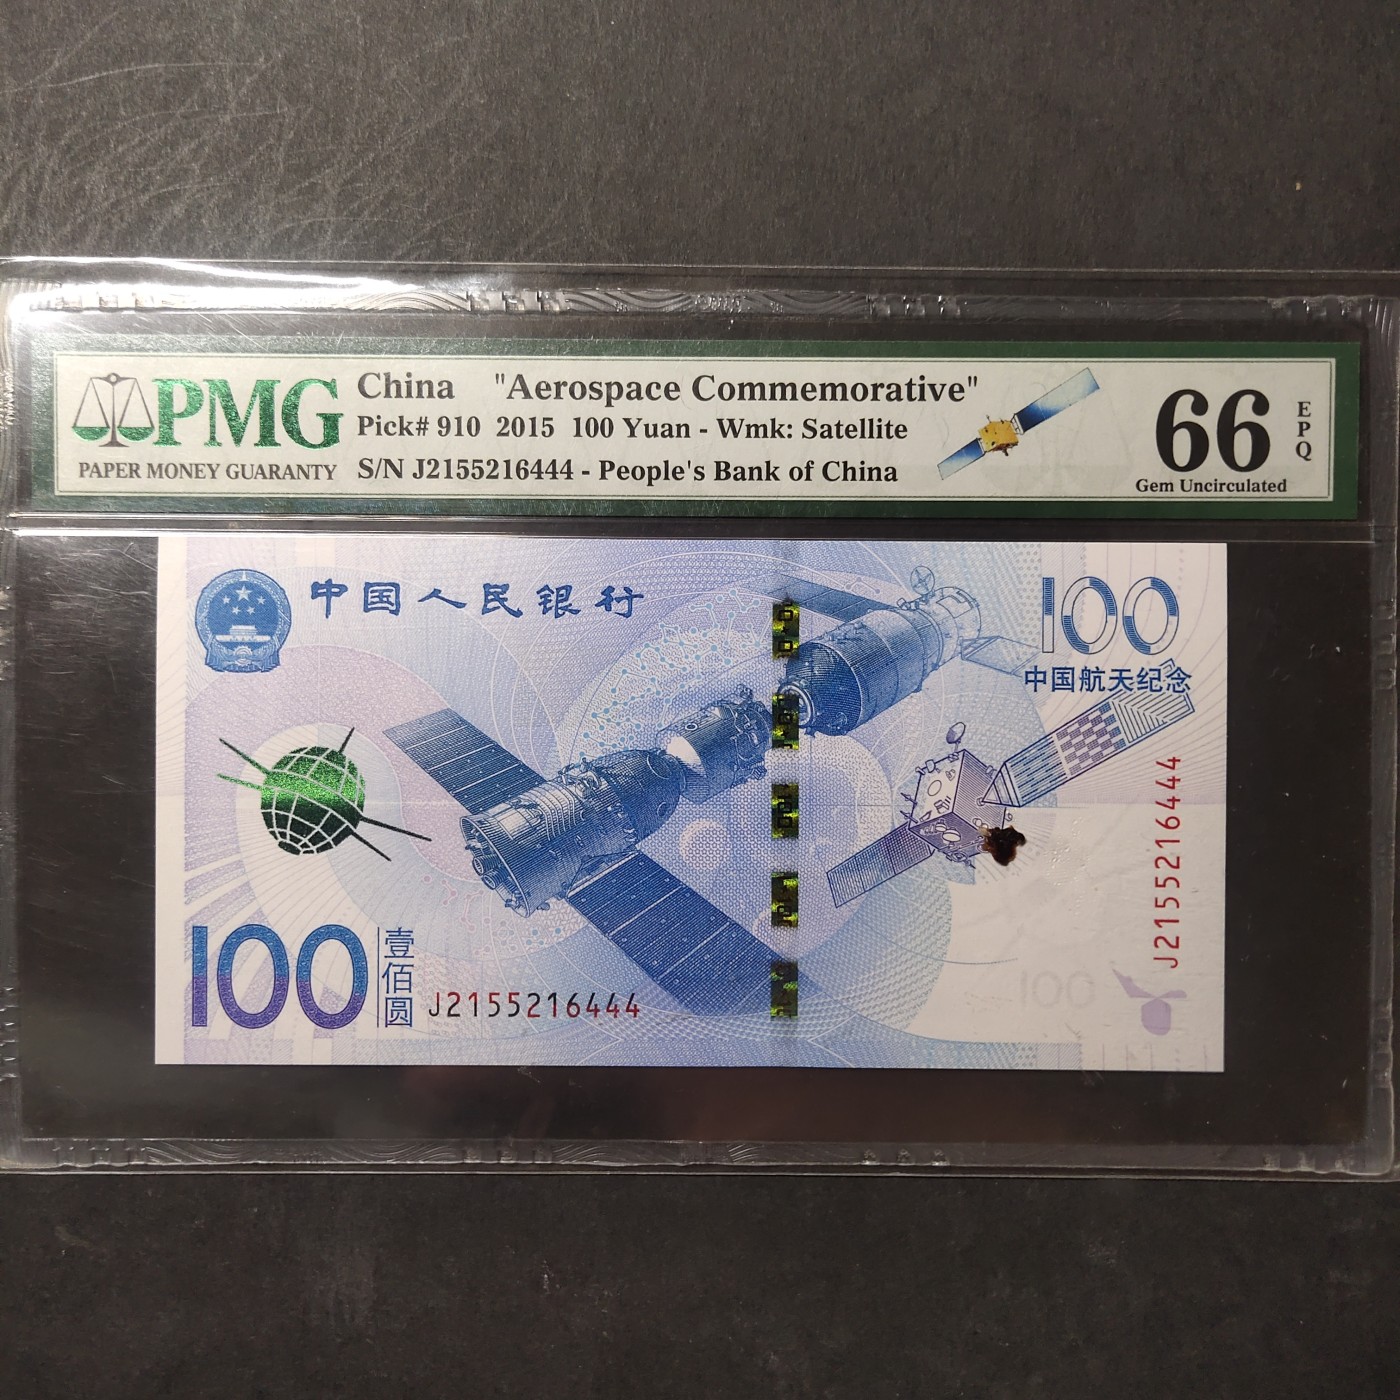 PMG
PAPER MONEY GUARANTY
China "Aerospace Commemorative"
Pick# 910 2015 100 Yuan - Wmk: Satellite
S/N J2155216444 - People's Bank of China
66
EPQ
Gem Uncirculated
中国人民银行
100
中国航天纪念
J2155216444
100
壹佰圆
J2155216444
100